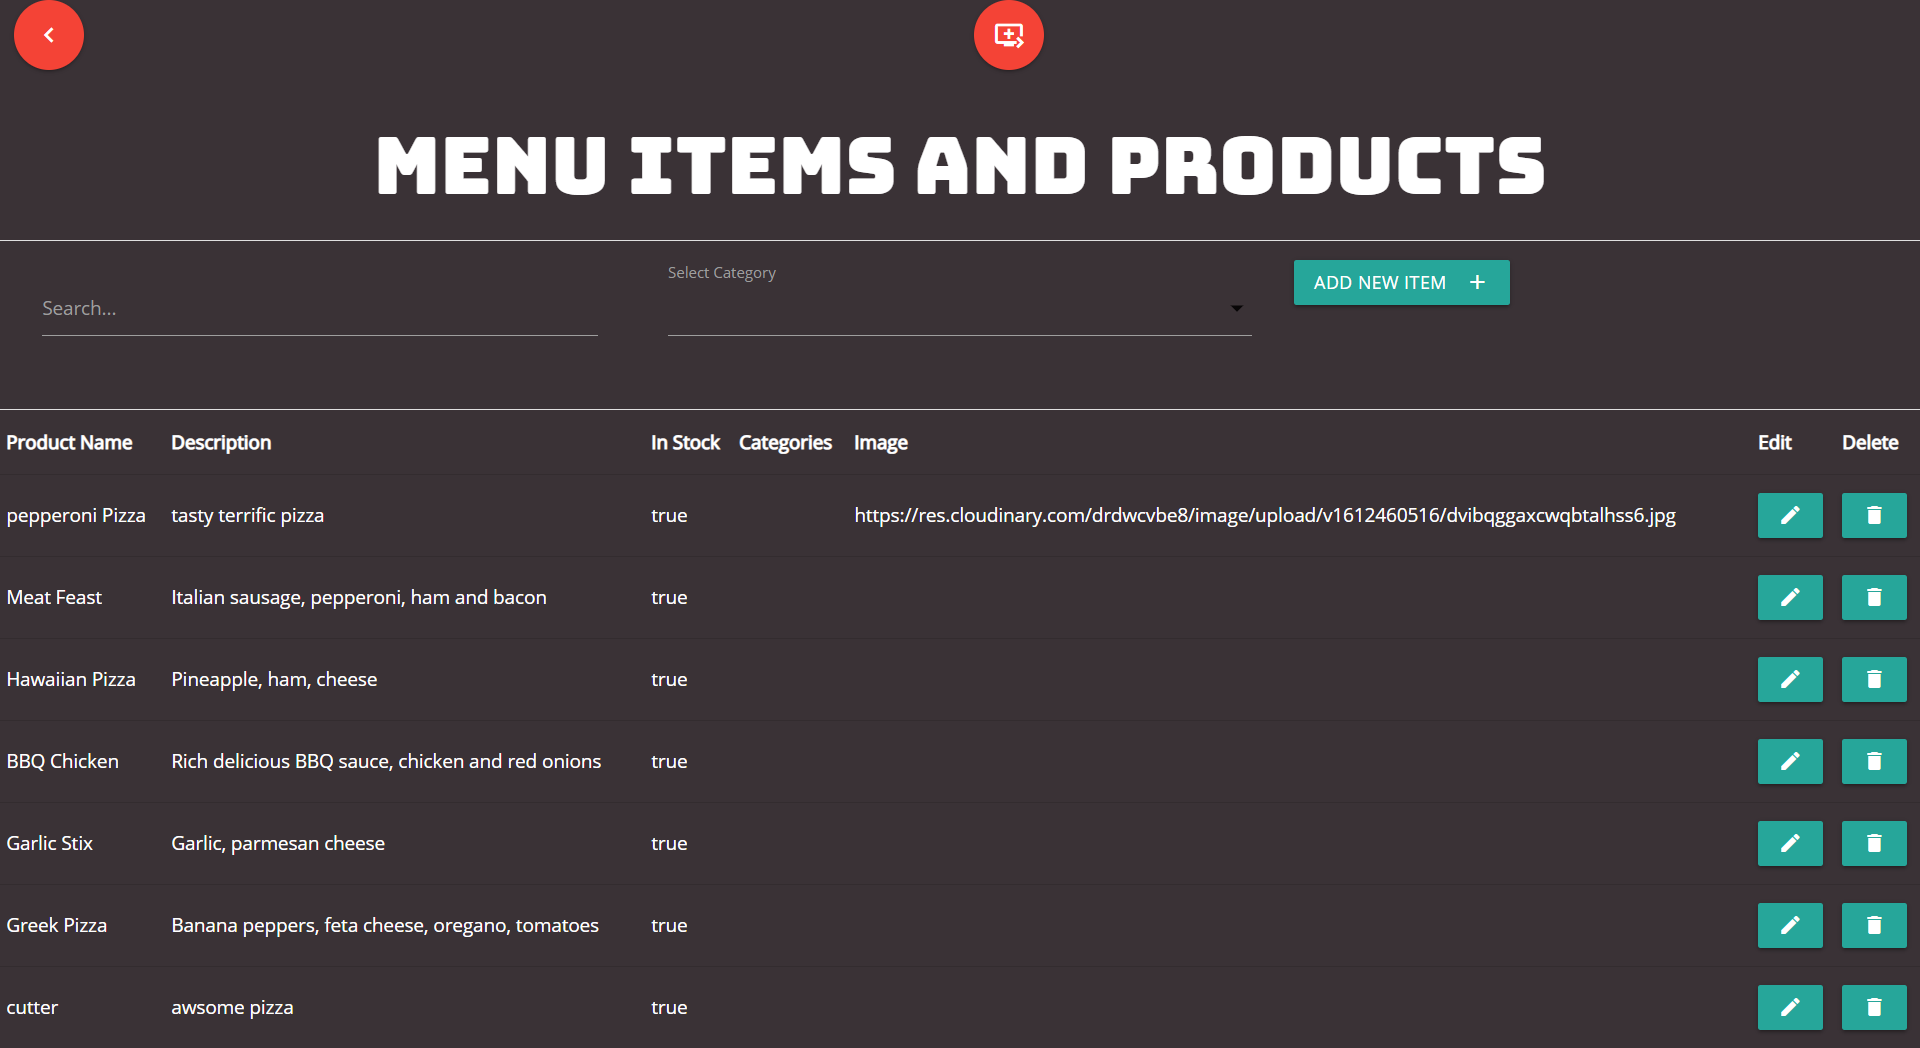 MENU ITEMS AND PRODUCTS
Search...
Select Category
ADD NEW ITEM +
Product Name Description In Stock Categories Image Edit Delete
pepperoni Pizza tasty terrific pizza true https://res.cloudinary.com/drdwcvbe8/image/upload/v1612460516/dvibqggaxcwqbtalhss6.jpg
Meat Feast Italian sausage, pepperoni, ham and bacon true
Hawaiian Pizza Pineapple, ham, cheese true
BBQ Chicken Rich delicious BBQ sauce, chicken and red onions true
Garlic Stix Garlic, parmesan cheese true
Greek Pizza Banana peppers, feta cheese, oregano, tomatoes true
cutter awsome pizza true